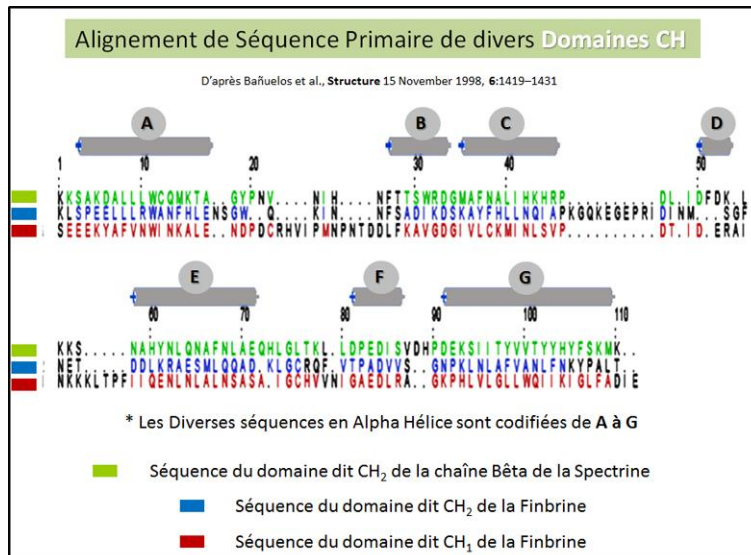 Alignement de Séquence Primaire de divers Domaines CH
D'après Bañuelos et al., Structure 15 November 1998, 6:1419–1431
A B C D
1 10 20 30 40 50
KKSAKDALLLWCQMKTA..GYPNV....NIH...NFTTSWRDGMAFNALIHKHRP..........DL.IDFDK.L
KLSPEELLLRWANFHLENSGW..Q....KIN...NFSADIKDSKAYFHLLNQIAPKGQKEGEPRIDINM...SGF
SEEEKYAFVNWINKALE..NDPDCRHVIPMNPNTDDLFKAVGDGIVLCKMINLSVP..........DT.ID.ERAI
E F G
60 70 80 90 100 110
KKS.....NAHYNLQNAFNLAEQHLGLTKL.LDPEDISVDHPDEKSIITYVVTYYHYFSKMK..
NET.....DDLKRAESMLQQAD.KLGCRQF.VTPADVVS..GNPKLNLAFVANLFNKYPALT..
NKKKLTPFIIQENLNLALNSASA.IGCHVVNIGAEDLRA..GKPHLVLGLLWQIIKIGLFADIE
* Les Diverses séquences en Alpha Hélice sont codifiées de A à G
Séquence du domaine dit CH2 de la chaîne Bêta de la Spectrine
Séquence du domaine dit CH2 de la Finbrine
Séquence du domaine dit CH1 de la Finbrine